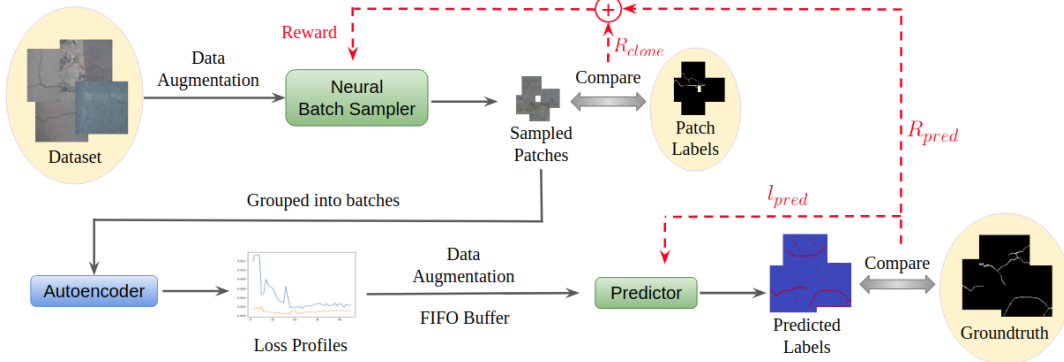 Reward
R_clone
Data
Augmentation
Neural
Batch Sampler
Compare
Dataset
Sampled
Patches
Patch
Labels
R_pred
Grouped into batches
l_pred
Autoencoder
Data
Augmentation
FIFO Buffer
Predictor
Compare
Loss Profiles
Predicted
Labels
Groundtruth